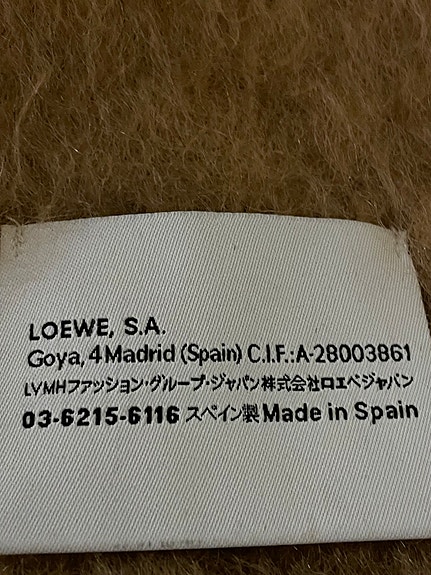 LOEWE, S.A.
Goya, 4 Madrid (Spain) C.I.F.:A-28003861
LVMHファッション・グループ・ジャパン株式会社ロエベジャパン
03-6215-6116 スペイン製 Made in Spain